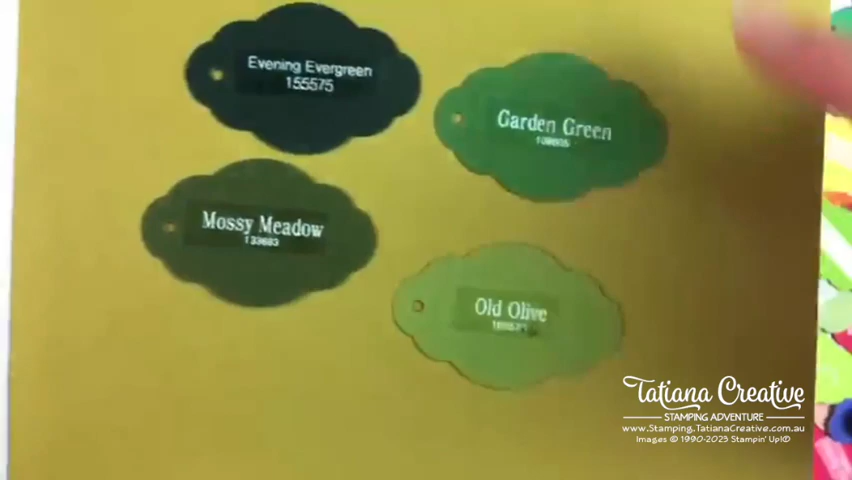 Evening Evergreen
155575
Garden Green
Mossy Meadow
133683
Old Olive
Tatiana Creative
STAMPING ADVENTURE
www.Stamping.TatianaCreative.com.au
Images © 1990-2023 Stampin' Up!®